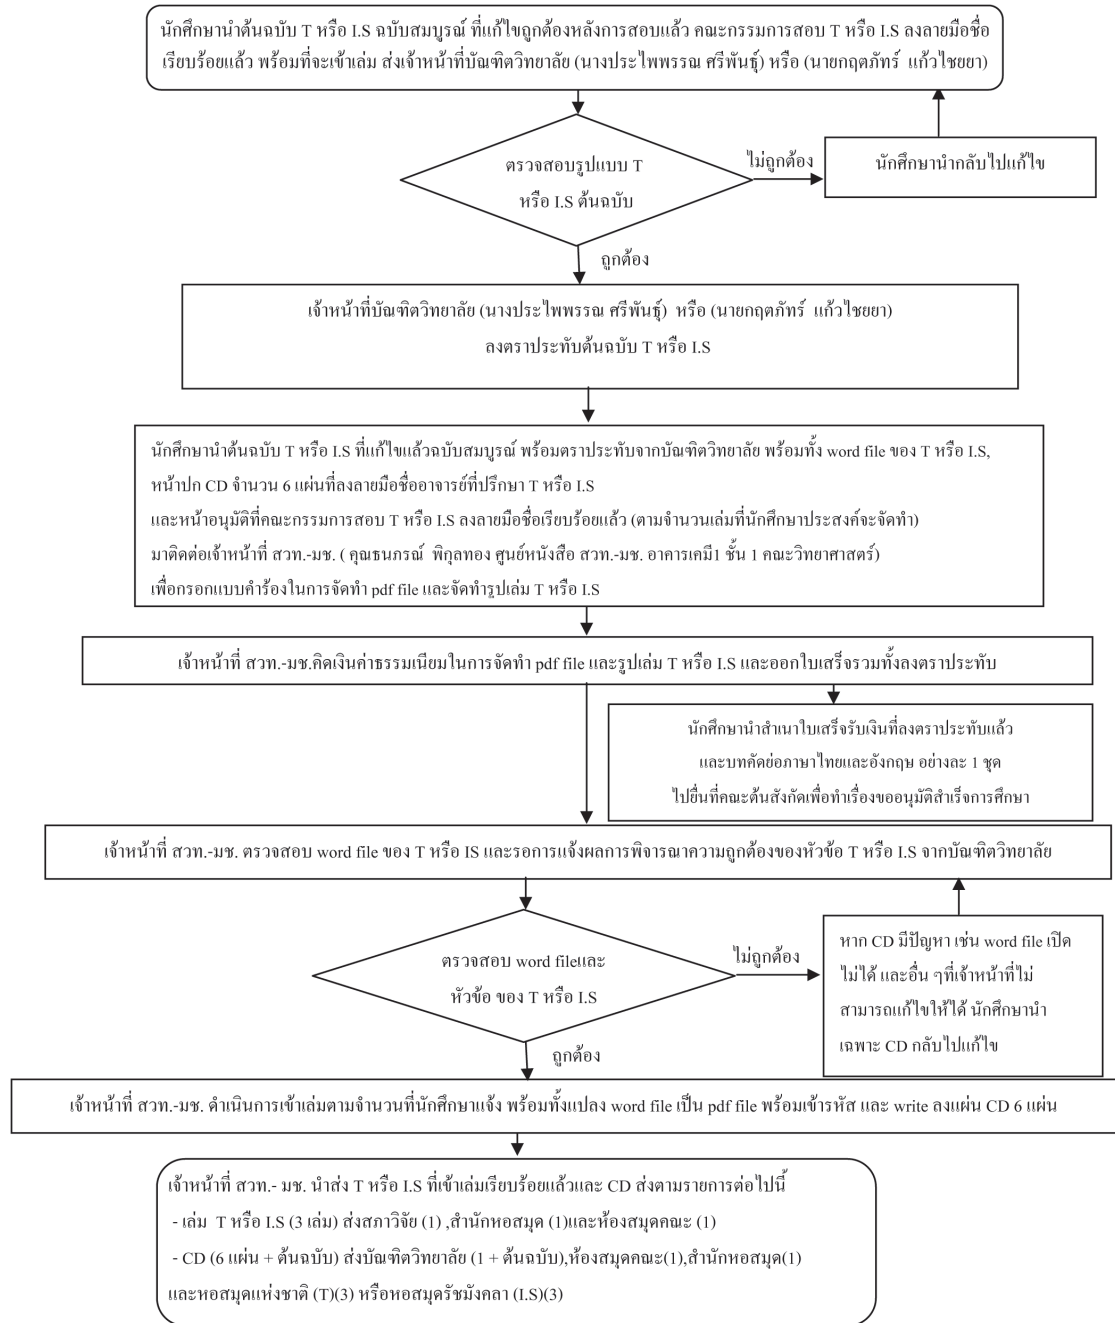 นักศึกษานำต้นฉบับ T หรือ I.S ฉบับสมบูรณ์ ที่แก้ไขถูกต้องหลังการสอบแล้ว คณะกรรมการสอบ T หรือ I.S ลงลายมือชื่อ
เรียบร้อยแล้ว พร้อมที่จะเข้าเล่ม ส่งเจ้าหน้าที่บัณฑิตวิทยาลัย (นางประไพพรรณ ศรีพันธุ์) หรือ (นายกฤตภัทร์ แก้วไชยยา)
ตรวจสอบรูปแบบ T
หรือ I.S ต้นฉบับ
ไม่ถูกต้อง
นักศึกษานำกลับไปแก้ไข
ถูกต้อง
เจ้าหน้าที่บัณฑิตวิทยาลัย (นางประไพพรรณ ศรีพันธุ์) หรือ (นายกฤตภัทร์ แก้วไชยยา)
ลงตราประทับต้นฉบับ T หรือ I.S
นักศึกษานำต้นฉบับ T หรือ I.S ที่แก้ไขแล้วฉบับสมบูรณ์ พร้อมตราประทับจากบัณฑิตวิทยาลัย พร้อมทั้ง word file ของ T หรือ I.S,
หน้าปก CD จำนวน 6 แผ่นที่ลงลายมือชื่ออาจารย์ที่ปรึกษา T หรือ I.S
และหน้าอนุมัติที่คณะกรรมการสอบ T หรือ I.S ลงลายมือชื่อเรียบร้อยแล้ว (ตามจำนวนเล่มที่นักศึกษาประสงค์จะจัดทำ)
มาติดต่อเจ้าหน้าที่ สวท.-มช. ( คุณธนภรณ์ พิกุลทอง ศูนย์หนังสือ สวท.-มช. อาคารเคมี1 ชั้น 1 คณะวิทยาศาสตร์)
เพื่อกรอกแบบคำร้องในการจัดทำ pdf file และจัดทำรูปเล่ม T หรือ I.S
เจ้าหน้าที่ สวท.-มช.คิดเงินค่าธรรมเนียมในการจัดทำ pdf file และรูปเล่ม T หรือ I.S และออกใบเสร็จรวมทั้งลงตราประทับ
นักศึกษานำสำเนาใบเสร็จรับเงินที่ลงตราประทับแล้ว
และบทคัดย่อภาษาไทยและอังกฤษ อย่างละ 1 ชุด
ไปยื่นที่คณะต้นสังกัดเพื่อทำเรื่องขออนุมัติสำเร็จการศึกษา
เจ้าหน้าที่ สวท.-มช. ตรวจสอบ word file ของ T หรือ IS และรอการแจ้งผลการพิจารณาความถูกต้องของหัวข้อ T หรือ I.S จากบัณฑิตวิทยาลัย
ตรวจสอบ word fileและ
หัวข้อ ของ T หรือ I.S
ไม่ถูกต้อง
หาก CD มีปัญหา เช่น word file เปิด
ไม่ได้ และอื่น ๆที่เจ้าหน้าที่ไม่
สามารถแก้ไขให้ได้ นักศึกษานำ
เฉพาะ CD กลับไปแก้ไข
ถูกต้อง
เจ้าหน้าที่ สวท.-มช. ดำเนินการเข้าเล่มตามจำนวนที่นักศึกษาแจ้ง พร้อมทั้งแปลง word file เป็น pdf file พร้อมเข้ารหัส และ write ลงแผ่น CD 6 แผ่น
เจ้าหน้าที่ สวท.- มช. นำส่ง T หรือ I.S ที่เข้าเล่มเรียบร้อยแล้วและ CD ส่งตามรายการต่อไปนี้
- เล่ม T หรือ I.S (3 เล่ม) ส่งสภาวิจัย (1) ,สำนักหอสมุด (1)และห้องสมุดคณะ (1)
- CD (6 แผ่น + ต้นฉบับ) ส่งบัณฑิตวิทยาลัย (1 + ต้นฉบับ),ห้องสมุดคณะ(1),สำนักหอสมุด(1)
และหอสมุดแห่งชาติ (T)(3) หรือหอสมุดรัชมังคลา (I.S)(3)